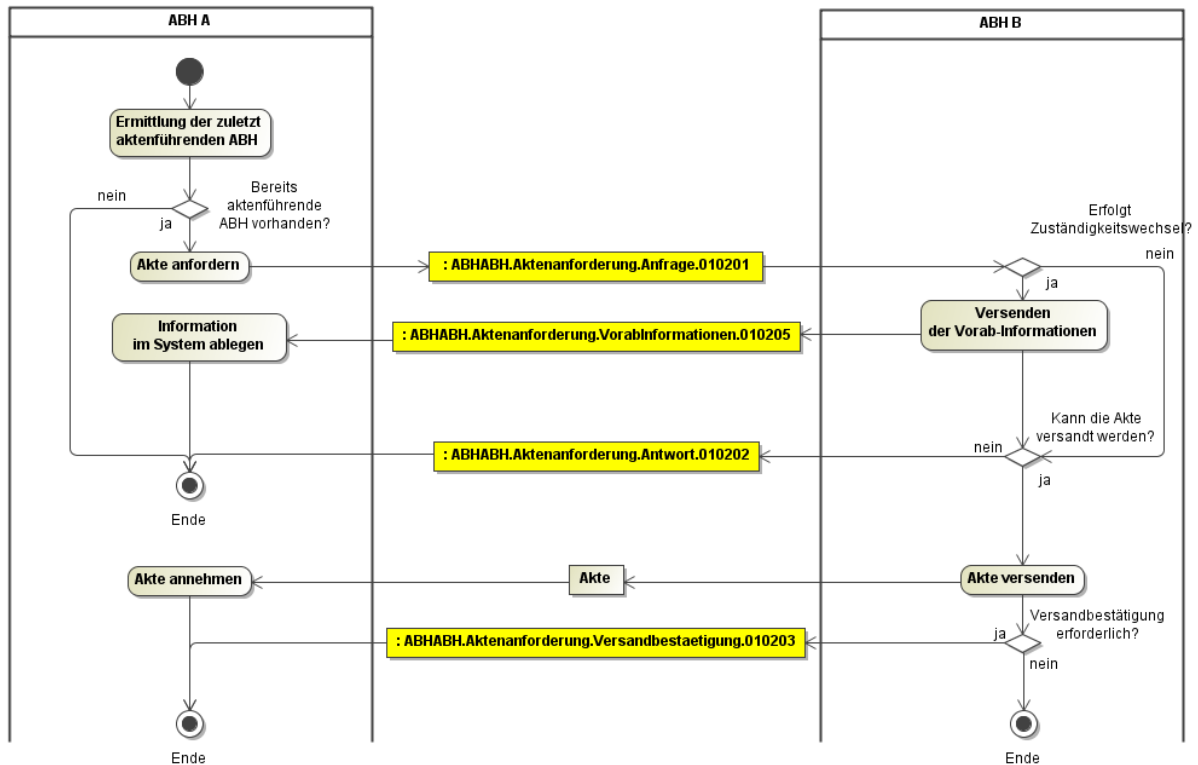 ABH A
ABH B
Ermittlung der zuletzt
aktenführenden ABH
nein
Bereits
aktenführende
ABH vorhanden?
ja
Erfolgt
Zuständigkeitswechsel?
nein
ja
Akte anfordern
: ABHABH.Aktenanforderung.Anfrage.010201
Information
im System ablegen
: ABHABH.Aktenanforderung.VorabInformationen.010205
Versenden
der Vorab-Informationen
Kann die Akte
versandt werden?
: ABHABH.Aktenanforderung.Antwort.010202
nein
ja
Ende
Akte annehmen
Akte
Akte versenden
Versandbestätigung
erforderlich?
: ABHABH.Aktenanforderung.Versandbestaetigung.010203
ja
nein
Ende
Ende